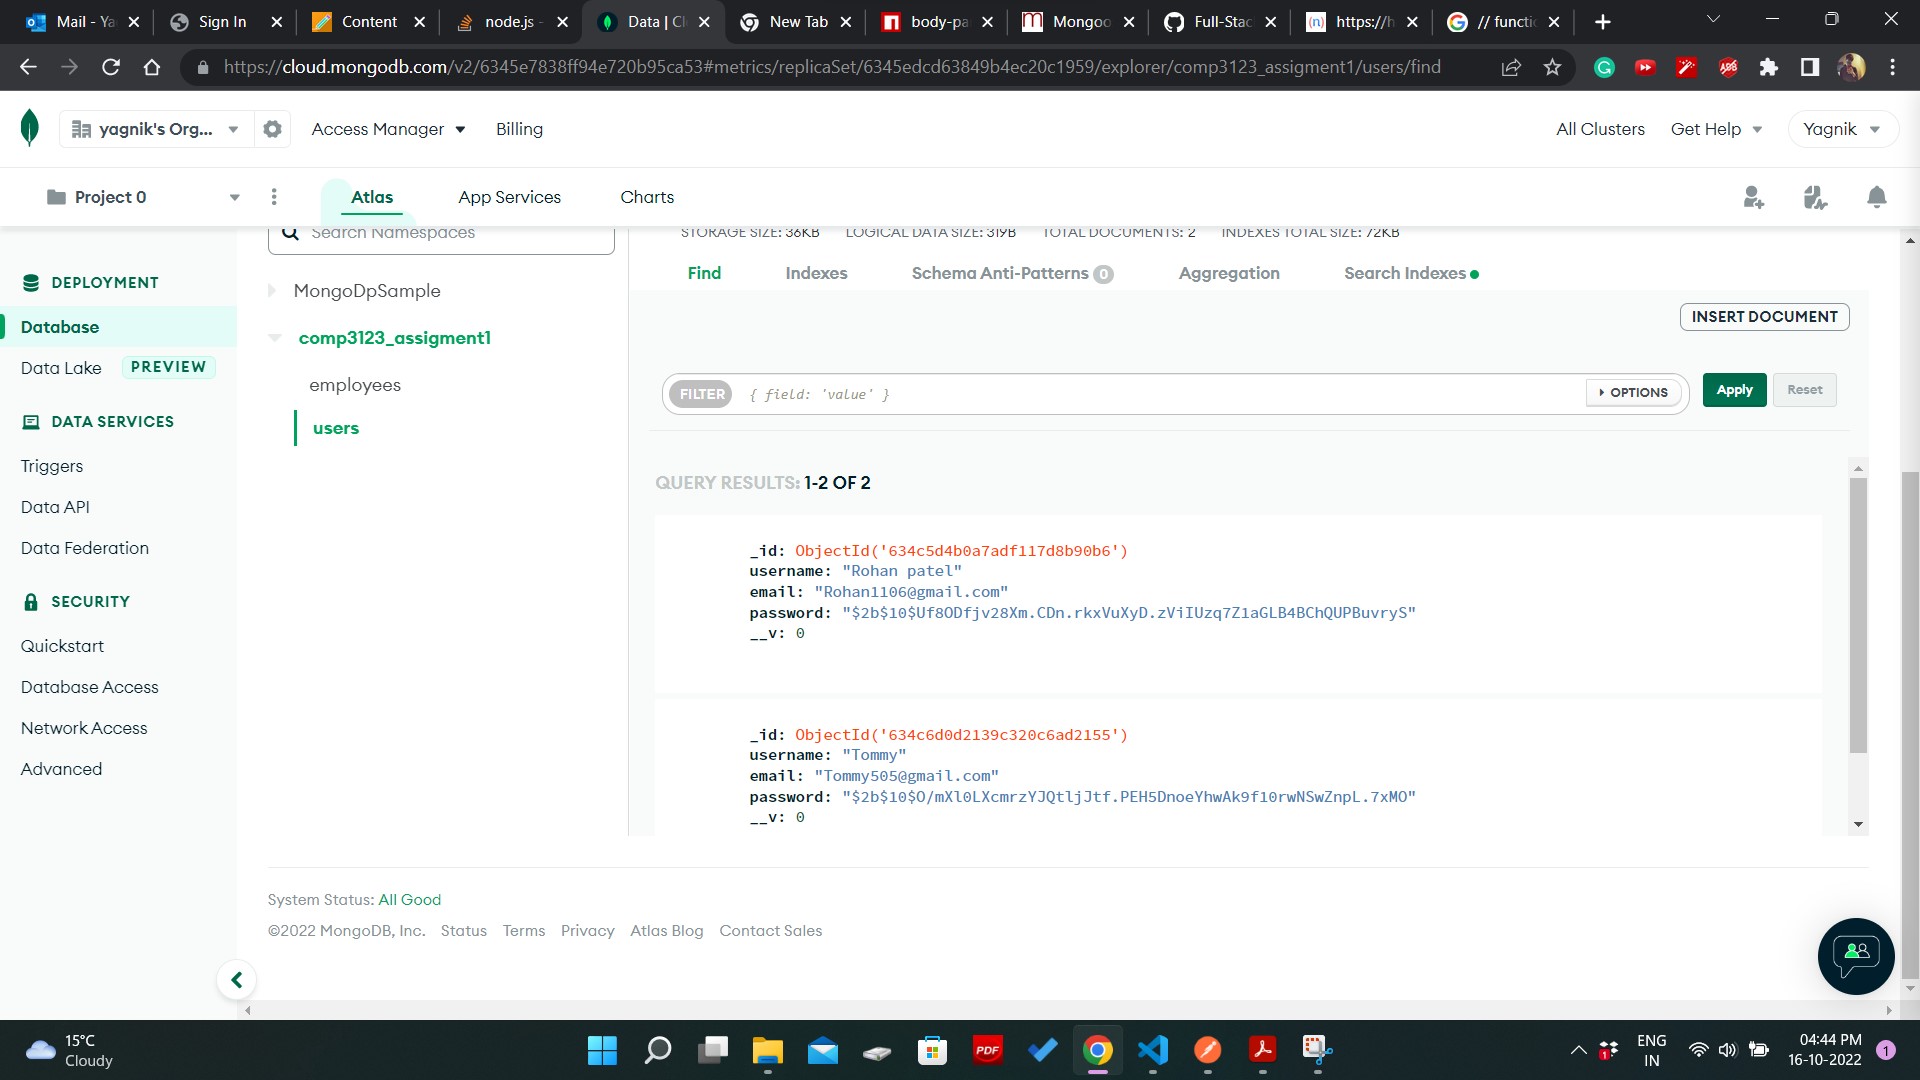 Mail - Ya
Sign In
Content
node.js -
Data | Cl
New Tab
body-pa
Mongoo
Full-Stac
https://h
// functio
https://cloud.mongodb.com/v2/6345e7838ff94e720b95ca53#metrics/replicaSet/6345edcd63849b4ec20c1959/explorer/comp3123_assigment1/users/find
yagnik's Org...
Access Manager
Billing
All Clusters
Get Help
Yagnik
Project 0
Atlas
App Services
Charts
Search Namespaces
STORAGE SIZE: 36KB LOGICAL DATA SIZE: 319B TOTAL DOCUMENTS: 2 INDEXES TOTAL SIZE: 72KB
DEPLOYMENT
Database
Data Lake PREVIEW
DATA SERVICES
Triggers
Data API
Data Federation
SECURITY
Quickstart
Database Access
Network Access
Advanced
MongoDpSample
comp3123_assigment1
employees
users
Find
Indexes
Schema Anti-Patterns 0
Aggregation
Search Indexes
INSERT DOCUMENT
FILTER { field: 'value' }
OPTIONS
Apply
Reset
QUERY RESULTS: 1-2 OF 2
_id: ObjectId('634c5d4b0a7adf117d8b90b6')
username: "Rohan patel"
email: "Rohan1106@gmail.com"
password: "$2b$10$Uf8ODfjv28Xm.CDn.rkxVuXyD.zViIUzq7Z1aGLB4BChQUPBuvryS"
__v: 0
_id: ObjectId('634c6d0d2139c320c6ad2155')
username: "Tommy"
email: "Tommy505@gmail.com"
password: "$2b$10$O/mXl0LXcmrzYJQtljJtf.PEH5DnoeYhwAk9f10rwNSwZnpL.7xMO"
__v: 0
System Status: All Good
©2022 MongoDB, Inc. Status Terms Privacy Atlas Blog Contact Sales
15°C
Cloudy
PDF
ENG
IN
04:44 PM
16-10-2022
1